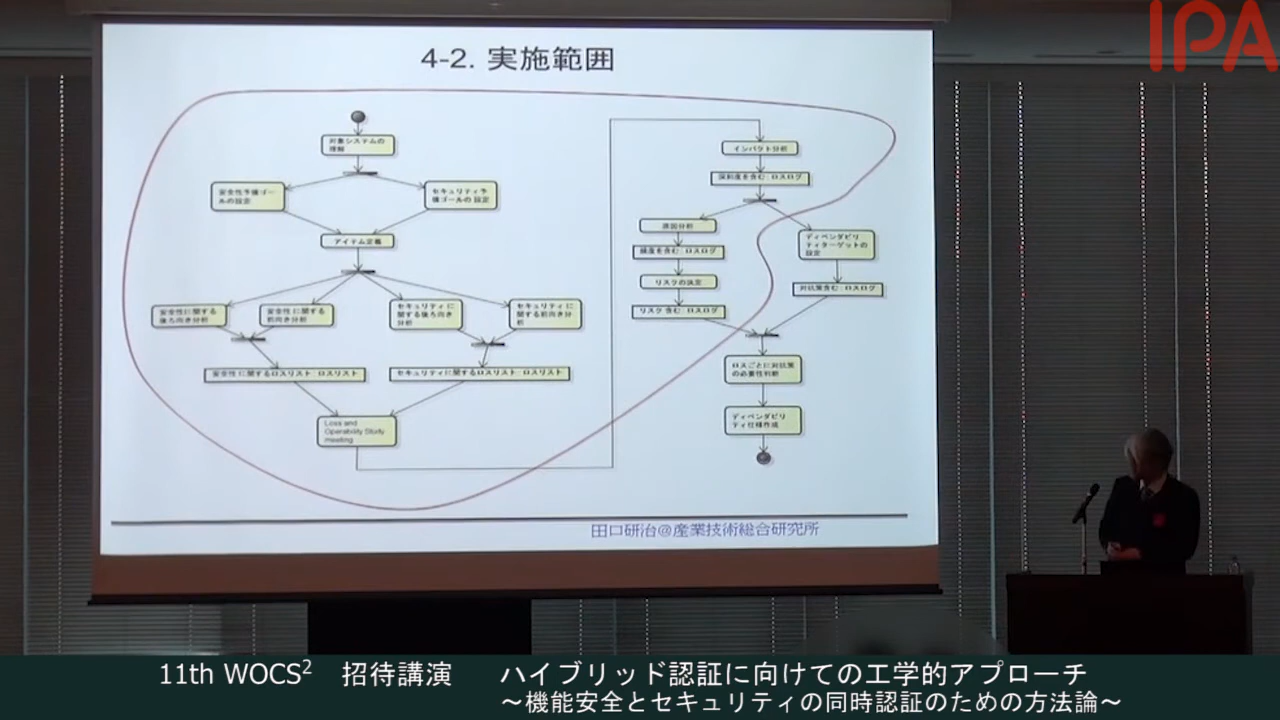 IPA
4-2. 実施範囲
対象システムの
理解
安全性予備ゴー
ルの設定
セキュリティ予
備ゴールの 設定
アイテム定義
安全性に関する
後ろ向き分析
安全性 に関する
前向き分析
セキュリティ に
関する後ろ向き
分析
セキュリティ に
関する前向き分
析
安全性 に関するロスリスト ロスリスト
セキュリティに関するロスリスト ロスリスト
Loss and
Operability Study
meeting
インパクト分析
深刻度を含む ロスログ
原因分析
頻度を含む ロスログ
リスクの決定
リスク 含む ロスログ
ディペンダビリ
ティターゲットの
設定
対抗策含む ロスログ
ロスごとに対抗策
の必要性判断
ディペンダビリ
ティ仕様作成
田口研治@産業技術総合研究所
11th WOCS² 招待講演 ハイブリッド認証に向けての工学的アプローチ
～機能安全とセキュリティの同時認証のための方法論～